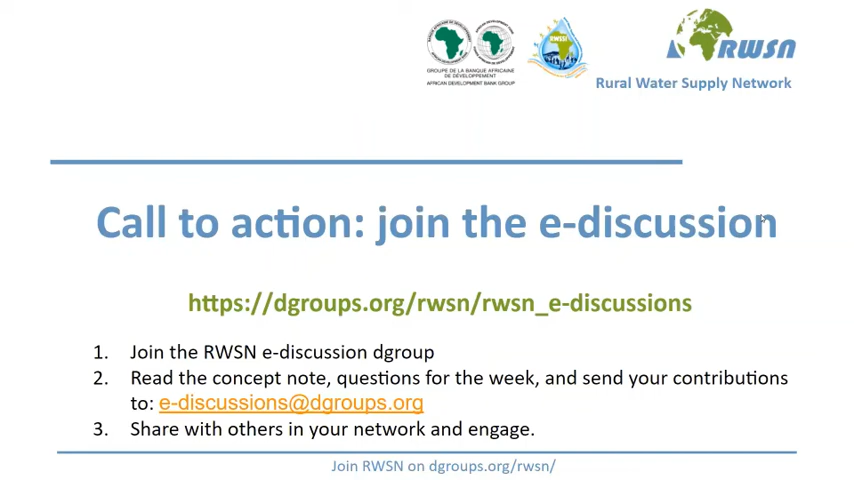 GROUPE DE LA BANQUE AFRICAINE
DE DÉVELOPPEMENT
AFRICAN DEVELOPMENT BANK GROUP
RWSSI
RWSN
Rural Water Supply Network
Call to action: join the e-discussion
https://dgroups.org/rwsn/rwsn_e-discussions
1. Join the RWSN e-discussion dgroup
2. Read the concept note, questions for the week, and send your contributions
to: e-discussions@dgroups.org
3. Share with others in your network and engage.
Join RWSN on dgroups.org/rwsn/